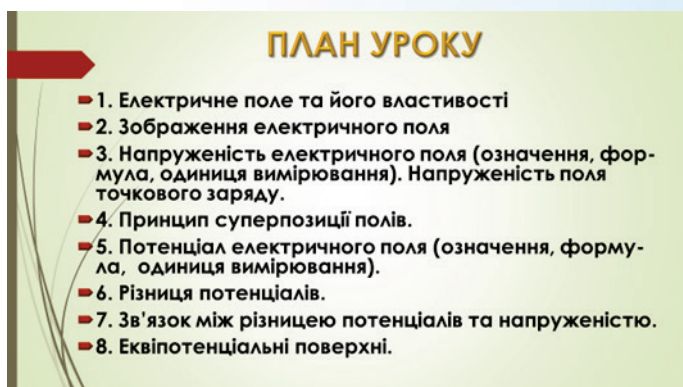 ПЛАН УРОКУ
1. Електричне поле та його властивості
2. Зображення електричного поля
3. Напруженість електричного поля (означення, фор-
мула, одиниця вимірювання). Напруженість поля
точкового заряду.
4. Принцип суперпозиції полів.
5. Потенціал електричного поля (означення, форму-
ла, одиниця вимірювання).
6. Різниця потенціалів.
7. Зв'язок між різницею потенціалів та напруженістю.
8. Еквіпотенціальні поверхні.